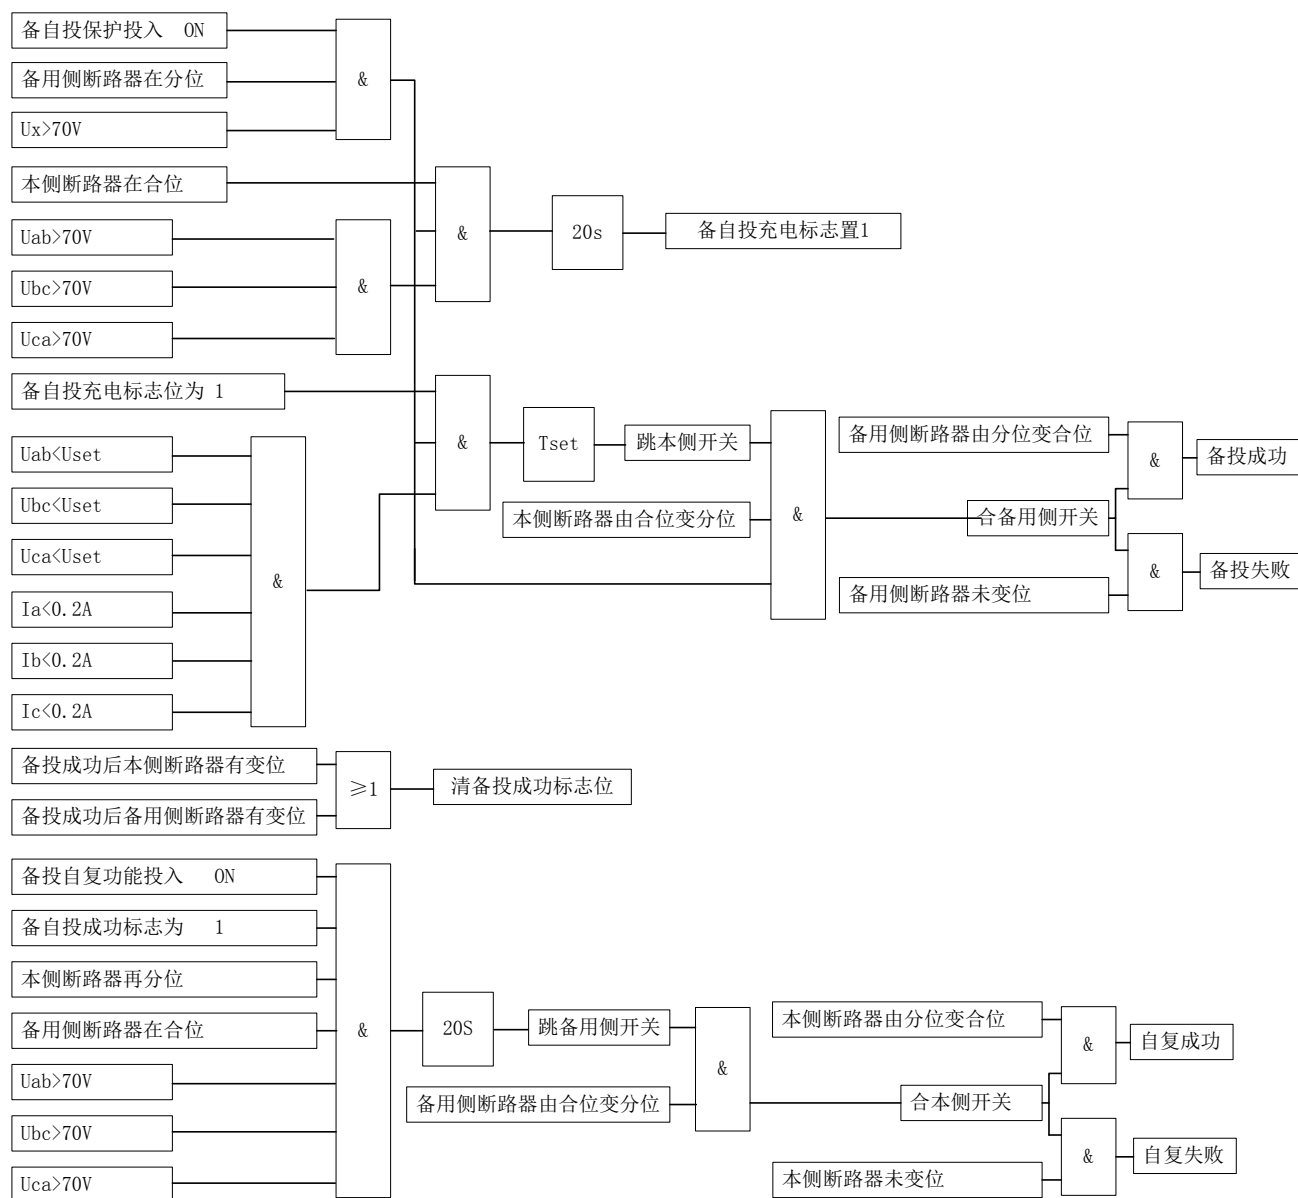 备自投保护投入 ON
&
备用侧断路器在分位
Ux>70V
本侧断路器在合位
Uab>70V
&
20s
备自投充电标志置1
Ubc>70V
&
Uca>70V
备自投充电标志位为 1
&
Tset
跳本侧开关
备用侧断路器由分位变合位
&
备投成功
Uab<Uset
Ubc<Uset
本侧断路器由合位变分位
&
合备用侧开关
Uca<Uset
&
&
备投失败
Ia<0.2A
备用侧断路器未变位
Ib<0.2A
Ic<0.2A
备投成功后本侧断路器有变位
≥1
清备投成功标志位
备投成功后备用侧断路器有变位
备投自复功能投入 ON
备自投成功标志为 1
本侧断路器再分位
备用侧断路器在合位
&
20S
跳备用侧开关
本侧断路器由分位变合位
&
自复成功
Uab>70V
&
备用侧断路器由合位变分位
合本侧开关
Ubc>70V
&
自复失败
Uca>70V
本侧断路器未变位